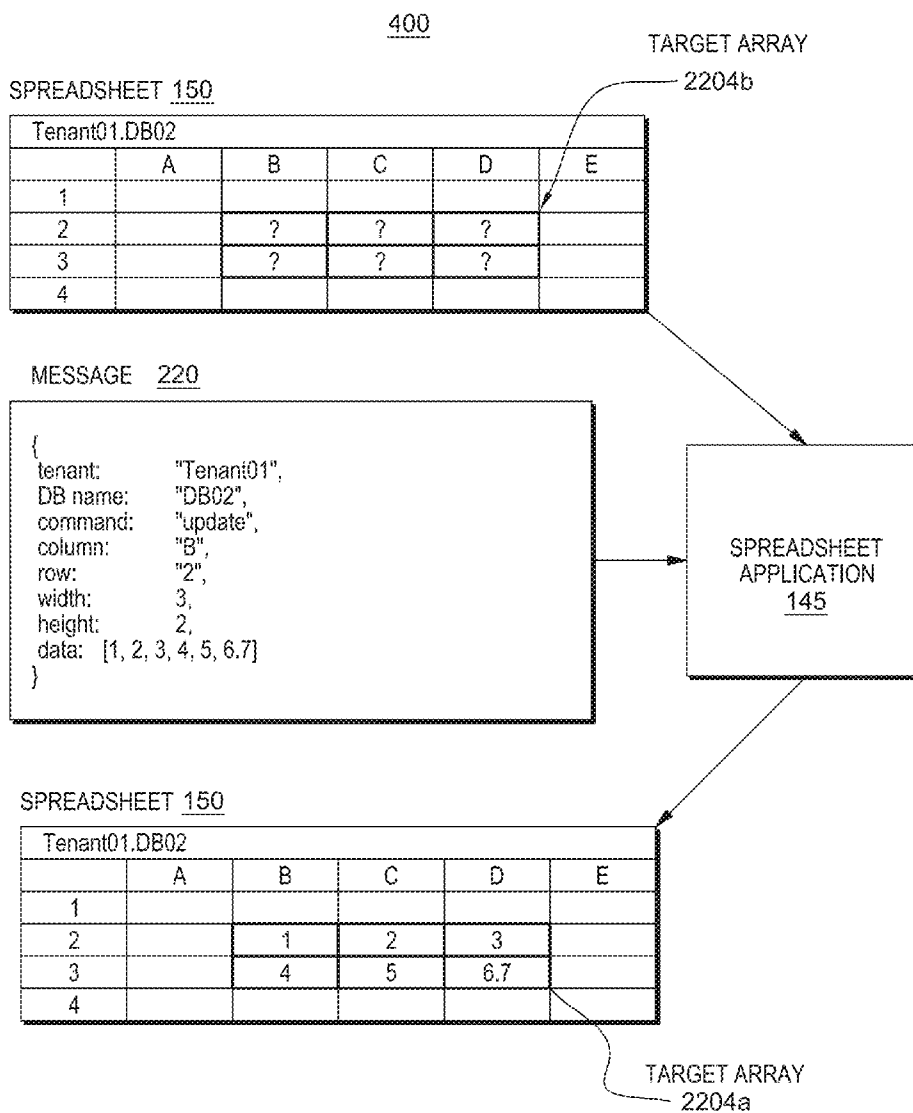 400
TARGET ARRAY
2204b
SPREADSHEET 150
Tenant01.DB02
A B C D E
1
2 ? ? ?
3 ? ? ?
4
MESSAGE 220
{
tenant: "Tenant01",
DB name: "DB02",
command: "update",
column: "B",
row: "2",
width: 3,
height: 2,
data: [1, 2, 3, 4, 5, 6.7]
}
SPREADSHEET
APPLICATION
145
SPREADSHEET 150
Tenant01.DB02
A B C D E
1
2 1 2 3
3 4 5 6.7
4
TARGET ARRAY
2204a